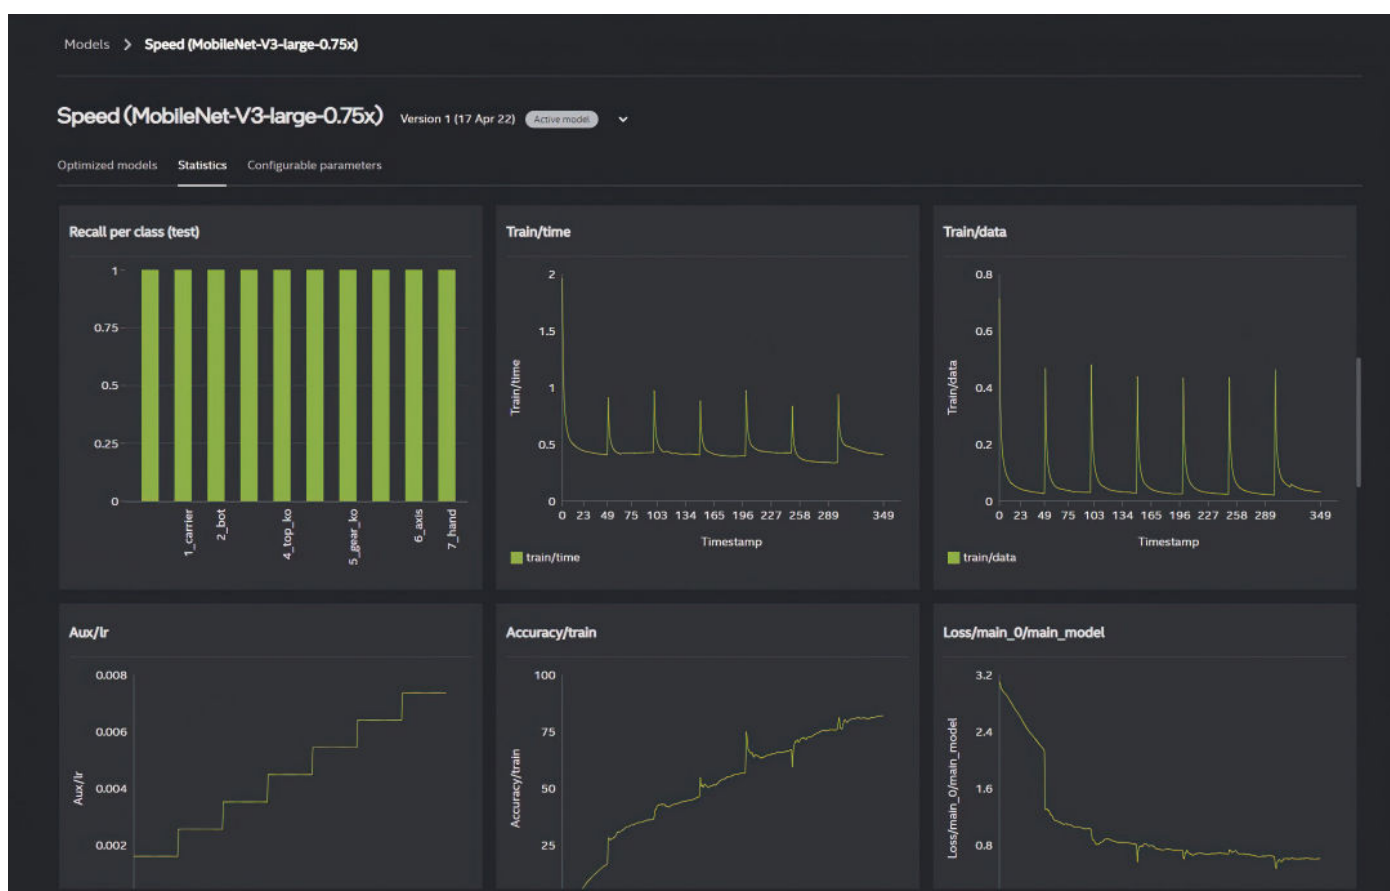 Models > Speed (MobileNet-V3-large-0.75x)
Speed (MobileNet-V3-large-0.75x) Version 1 (17 Apr 22) Active model
Optimized models Statistics Configurable parameters
Recall per class (test)
1
0.75
0.5
0.25
0
1_carrier
2_bot
4_top_ko
5_gear_ko
6_axis
7_hand
Train/time
Train/time
2
1.5
1
0.5
0
0 23 49 75 103 134 165 196 227 258 289 349
Timestamp
train/time
Train/data
Train/data
0.8
0.6
0.4
0.2
0
0 23 49 75 103 134 165 196 227 258 289 349
Timestamp
train/data
Aux/lr
Aux/lr
0.008
0.006
0.004
0.002
Accuracy/train
Accuracy/train
100
75
50
25
Loss/main_0/main_model
Loss/main_0/main_model
3.2
2.4
1.6
0.8